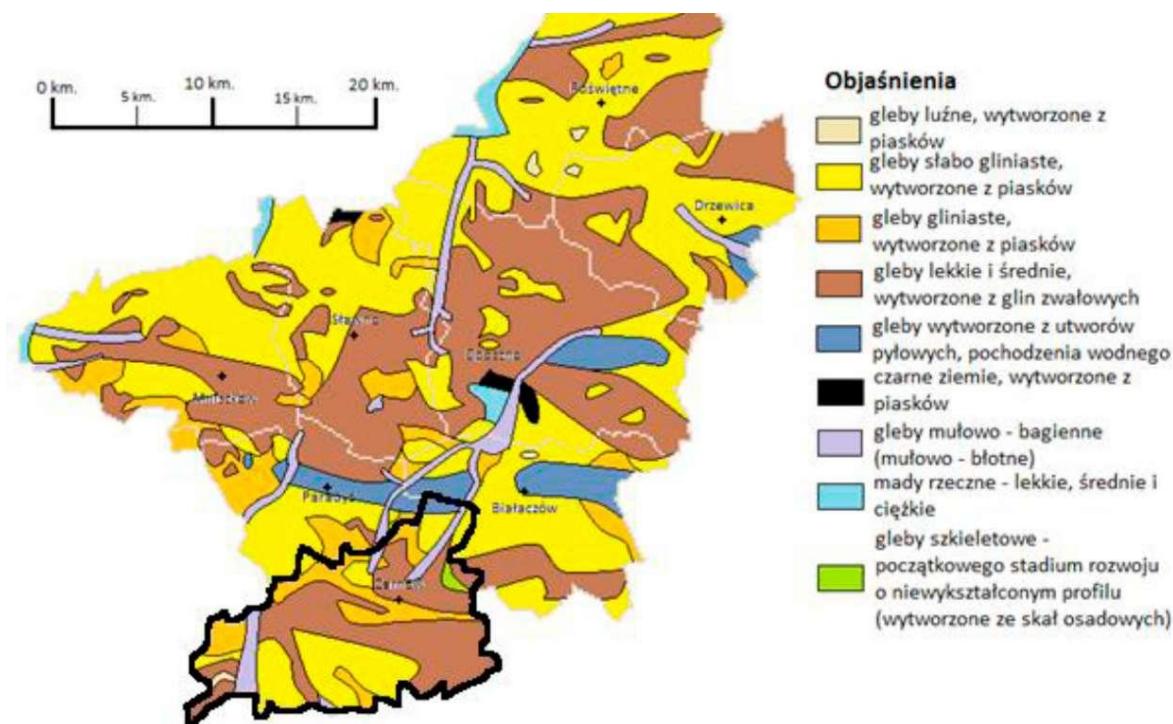 0 km.
5 km.
10 km.
15 km.
20 km.
Objaśnienia
gleby luźne, wytworzone z
piasków
gleby słabo gliniaste,
wytworzone z piasków
gleby gliniaste,
wytworzone z piasków
gleby lekkie i średnie,
wytworzone z glin zwałowych
gleby wytworzone z utworów
pyłowych, pochodzenia wodnego
czarne ziemie, wytworzone z
piasków
gleby mułowo - bagienne
(mułowo - błotne)
mady rzeczne - lekkie, średnie i
ciężkie
gleby szkieletowe -
początkowego stadium rozwoju
o niewykształconym profilu
(wytworzone ze skał osadowych)
Poświętne
Drzewica
Sławno
Paradyż
Białaczów